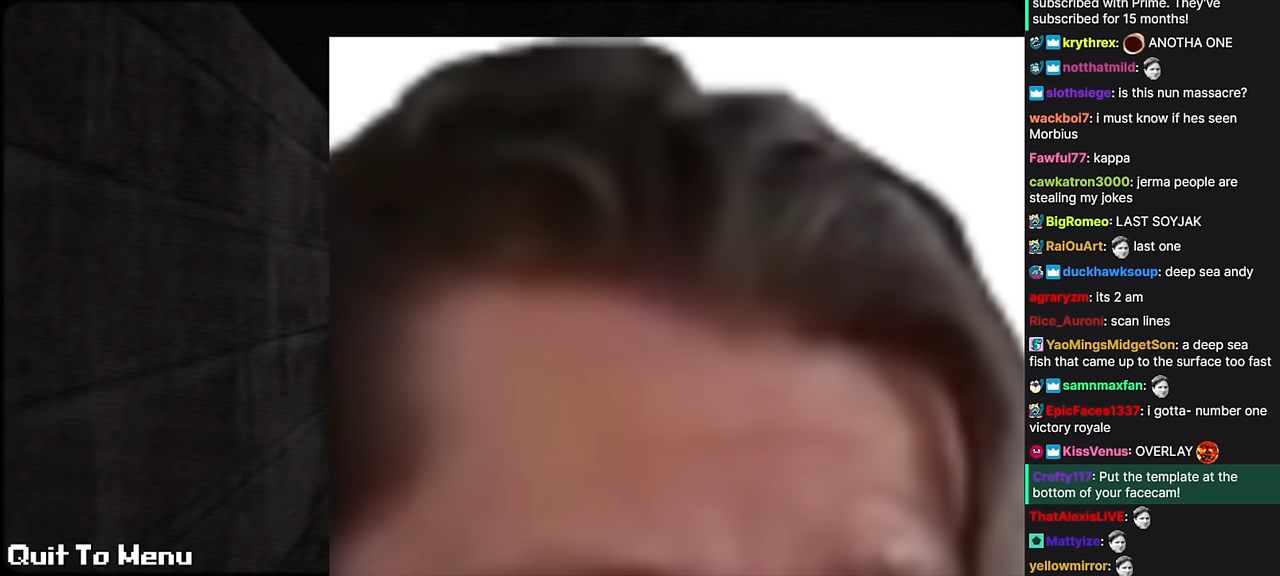 subscribed with Prime. They've
subscribed for 15 months!
krythrex: ANOTHA ONE
notthatmild:
slothsiege: is this nun massacre?
wackboi7: i must know if hes seen
Morbius
Fawful77: kappa
cawkatron3000: jerma people are
stealing my jokes
BigRomeo: LAST SOYJAK
RaiOuArt: last one
duckhawksoup: deep sea andy
agraryzm: its 2 am
Rice_Auroni: scan lines
YaoMingsMidgetSon: a deep sea
fish that came up to the surface too fast
samnmaxfan:
EpicFaces1337: i gotta- number one
victory royale
KissVenus: OVERLAY
Crofty117: Put the template at the
bottom of your facecam!
ThatAlexisLIVE:
Mattyize:
yellowmirror:
Quit To Menu